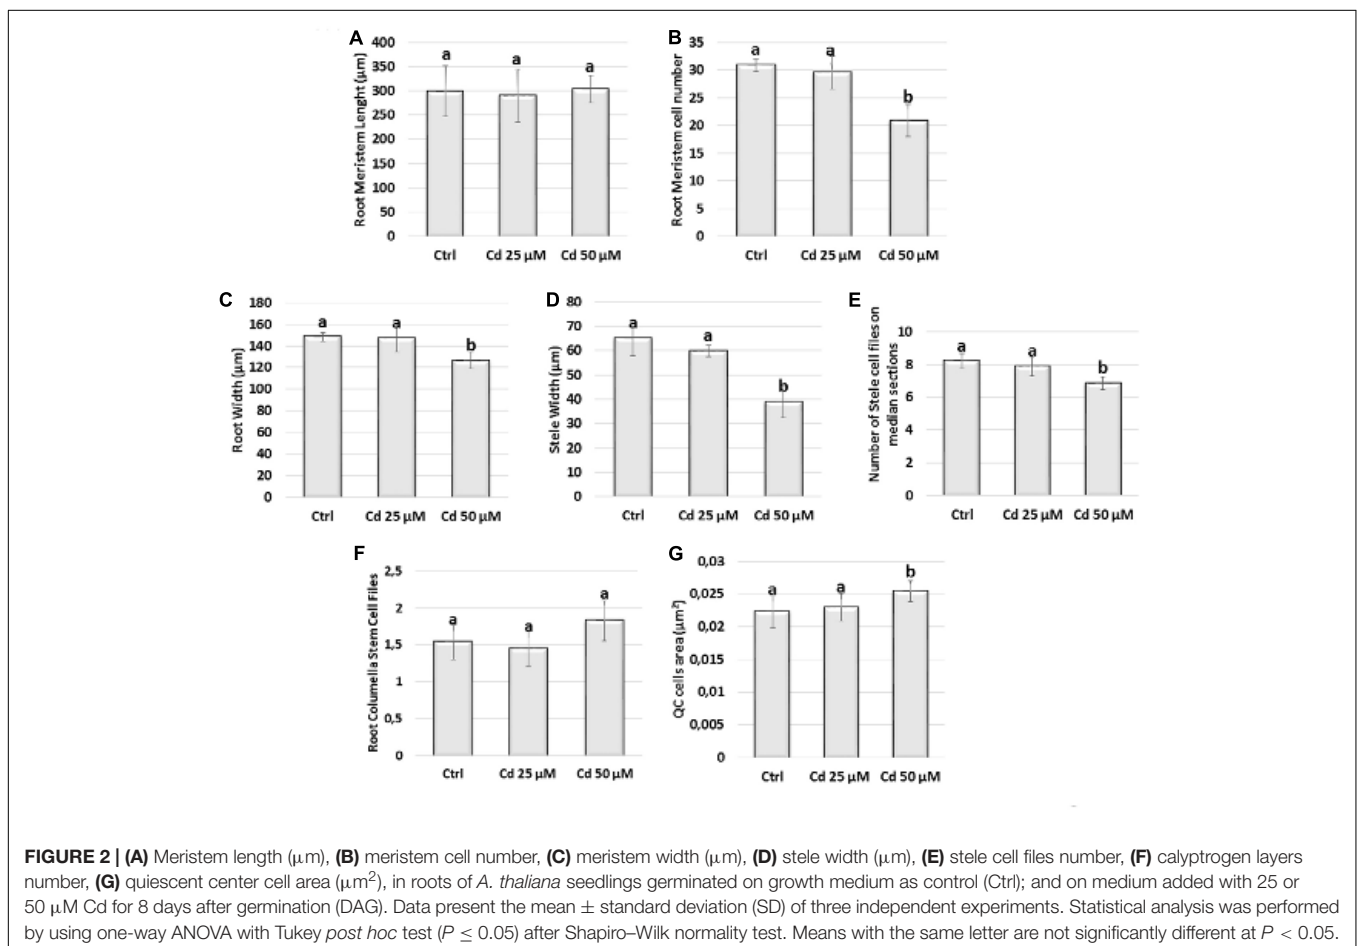 A
Root Meristem Lenght (µm)
400
350
300
250
200
150
100
50
0
a
a
a
Ctrl
Cd 25 µM
Cd 50 µM
B
Root Meristem cell number
35
30
25
20
15
10
5
0
a
a
b
Ctrl
Cd 25 µM
Cd 50 µM
C
Root Width (µm)
180
160
140
120
100
80
60
40
20
0
a
a
b
Ctrl
Cd 25 µM
Cd 50 µM
D
Stele Width (µm)
80
70
60
50
40
30
20
10
0
a
a
b
Ctrl
Cd 25 µM
Cd 50 µM
E
Number of Stele cell files on
median sections
10
8
6
4
2
0
a
a
b
Ctrl
Cd 25 µM
Cd 50 µM
F
Root Columella Stem Cell Files
2,5
2
1,5
1
0,5
0
a
a
a
Ctrl
Cd 25 µM
Cd 50 µM
G
QC cells area (µm²)
0,03
0,025
0,02
0,015
0,01
0,005
0
a
a
b
Ctrl
Cd 25 µM
Cd 50 µM
FIGURE 2 | (A) Meristem length (µm), (B) meristem cell number, (C) meristem width (µm), (D) stele width (µm), (E) stele cell files number, (F) calyptrogen layers
number, (G) quiescent center cell area (µm²), in roots of A. thaliana seedlings germinated on growth medium as control (Ctrl); and on medium added with 25 or
50 µM Cd for 8 days after germination (DAG). Data present the mean ± standard deviation (SD) of three independent experiments. Statistical analysis was performed
by using one-way ANOVA with Tukey post hoc test (P ≤ 0.05) after Shapiro–Wilk normality test. Means with the same letter are not significantly different at P < 0.05.